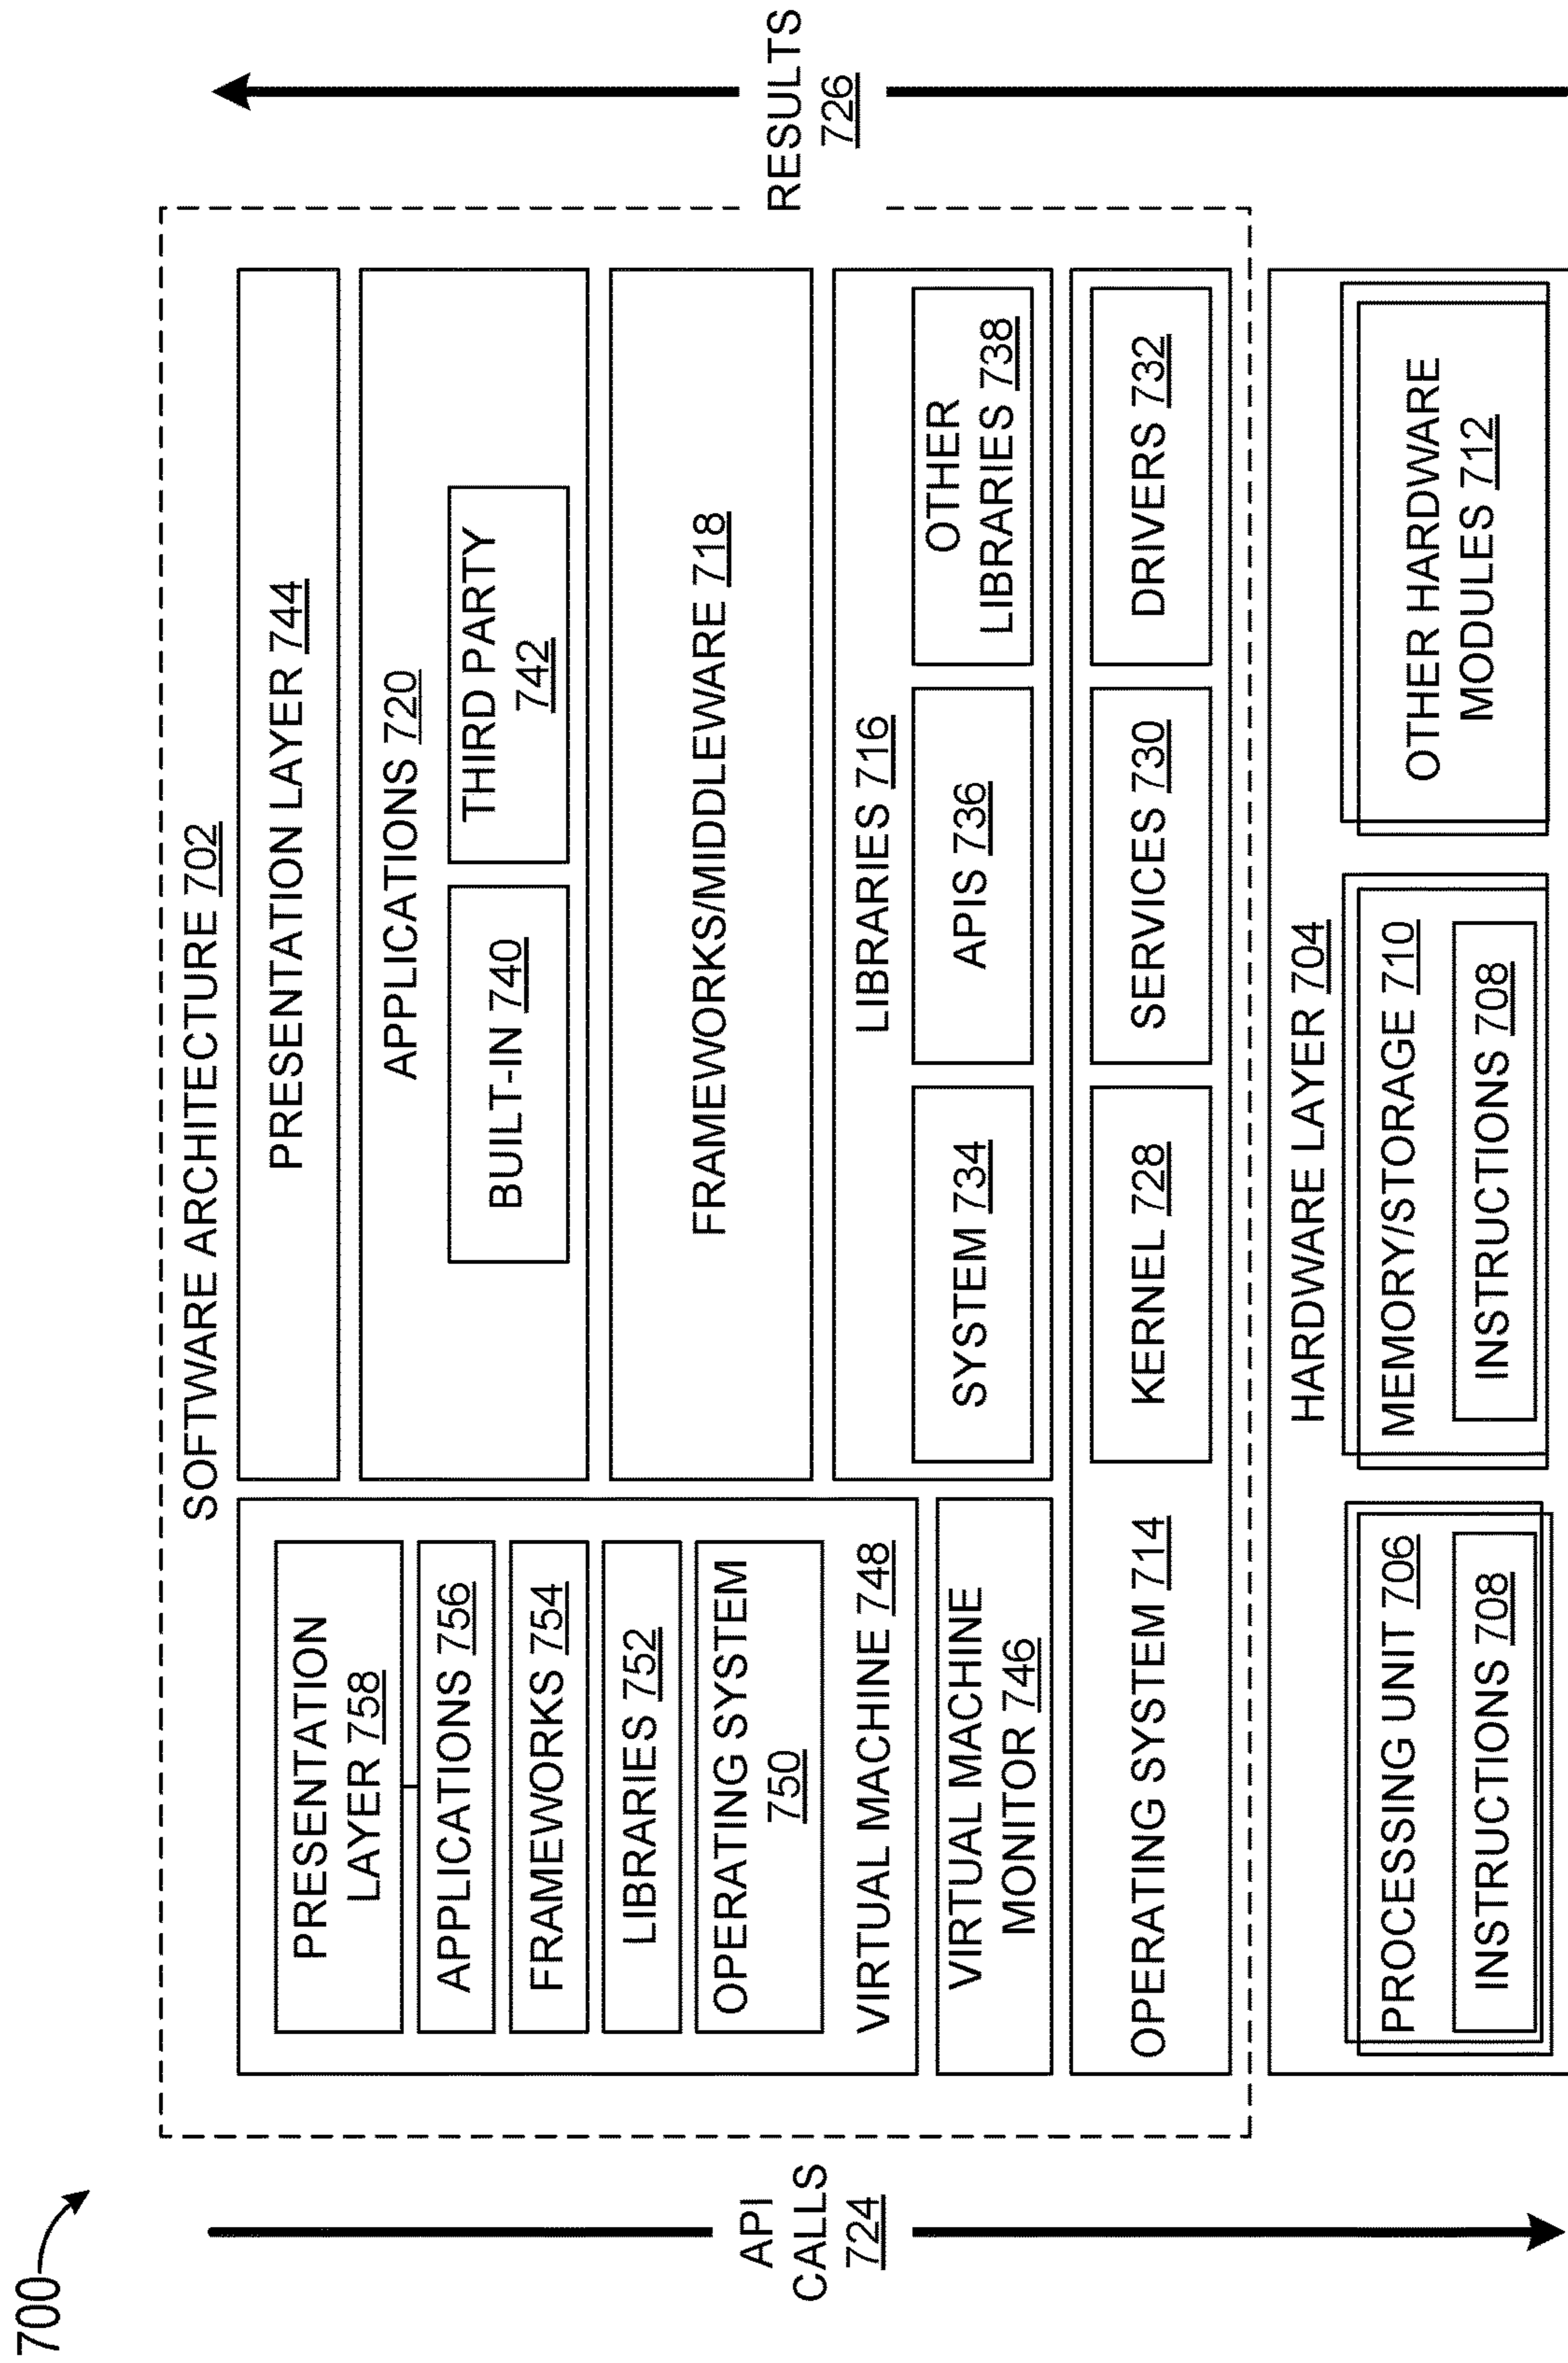 700
SOFTWARE ARCHITECTURE 702
PRESENTATION
LAYER 758
APPLICATIONS 756
FRAMEWORKS 754
LIBRARIES 752
OPERATING SYSTEM
750
VIRTUAL MACHINE 748
VIRTUAL MACHINE
MONITOR 746
PRESENTATION LAYER 744
APPLICATIONS 720
BUILT-IN 740
THIRD PARTY
742
FRAMEWORKS/MIDDLEWARE 718
LIBRARIES 716
SYSTEM 734
APIS 736
OTHER
LIBRARIES 738
OPERATING SYSTEM 714
KERNEL 728
SERVICES 730
DRIVERS 732
API
CALLS
724
RESULTS
726
HARDWARE LAYER 704
PROCESSING UNIT 706
INSTRUCTIONS 708
MEMORY/STORAGE 710
INSTRUCTIONS 708
OTHER HARDWARE
MODULES 712